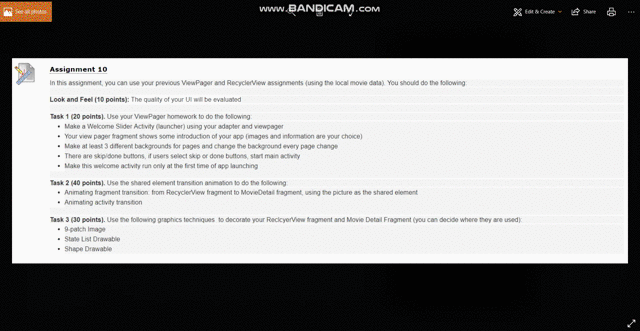 See all photos
WWW.BANDICAM.COM
Edit & Create
Share
Assignment 10
In this assignment, you can use your previous ViewPager and RecyclerView assignments (using the local movie data). You should do the following:
Look and Feel (10 points): The quality of your UI will be evaluated
Task 1 (20 points). Use your ViewPager homework to do the following:
• Make a Welcome Slider Activity (launcher) using your adapter and viewpager
• Your view pager fragment shows some introduction of your app (images and information are your choice)
• Make at least 3 different backgrounds for pages and change the background every page change
• There are skip/done buttons, if users select skip or done buttons, start main activity
• Make this welcome activity run only at the first time of app launching
Task 2 (40 points). Use the shared element transition animation to do the following:
• Animating fragment transition: from RecyclerView fragment to MovieDetail fragment, using the picture as the shared element
• Animating activity transition
Task 3 (30 points). Use the following graphics techniques to decorate your ReclcyerView fragment and Movie Detail Fragment (you can decide where they are used):
• 9-patch Image
• State List Drawable
• Shape Drawable